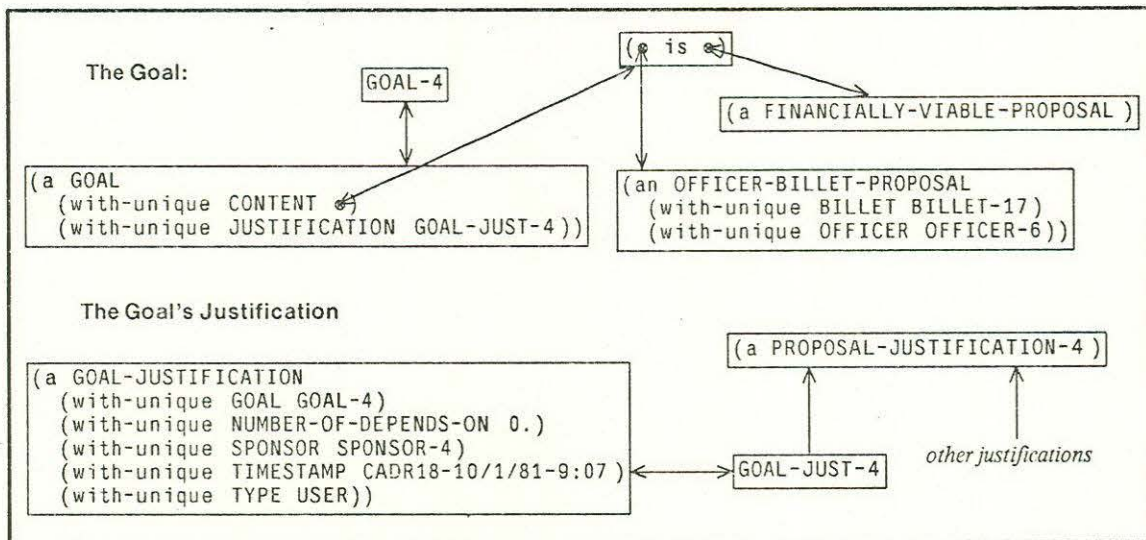 The Goal:
GOAL-4
( is )
(a FINANCIALLY-VIABLE-PROPOSAL )
(a GOAL
(with-unique CONTENT )
(with-unique JUSTIFICATION GOAL-JUST-4))
(an OFFICER-BILLET-PROPOSAL
(with-unique BILLET BILLET-17)
(with-unique OFFICER OFFICER-6))
The Goal's Justification
(a PROPOSAL-JUSTIFICATION-4 )
(a GOAL-JUSTIFICATION
(with-unique GOAL GOAL-4)
(with-unique NUMBER-OF-DEPENDS-ON 0.)
(with-unique SPONSOR SPONSOR-4)
(with-unique TIMESTAMP CADR18-10/1/81-9:07)
(with-unique TYPE USER))
GOAL-JUST-4
other justifications